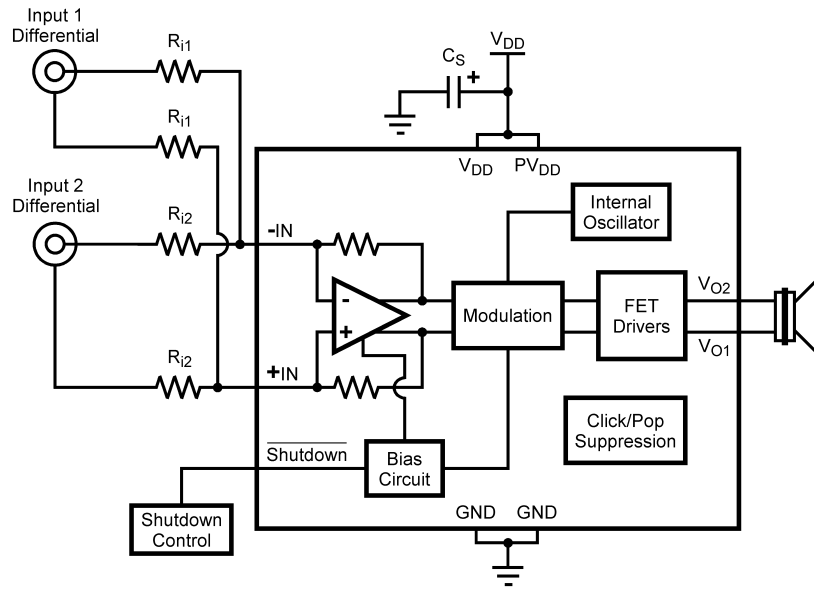 Input 1
Differential
Ri1
Ri1
CS
+
VDD
VDD
PVDD
Input 2
Differential
Ri2
-IN
Internal
Oscillator
-
+
Modulation
FET
Drivers
VO2
VO1
Ri2
+IN
Click/Pop
Suppression
Shutdown
Bias
Circuit
Shutdown
Control
GND
GND